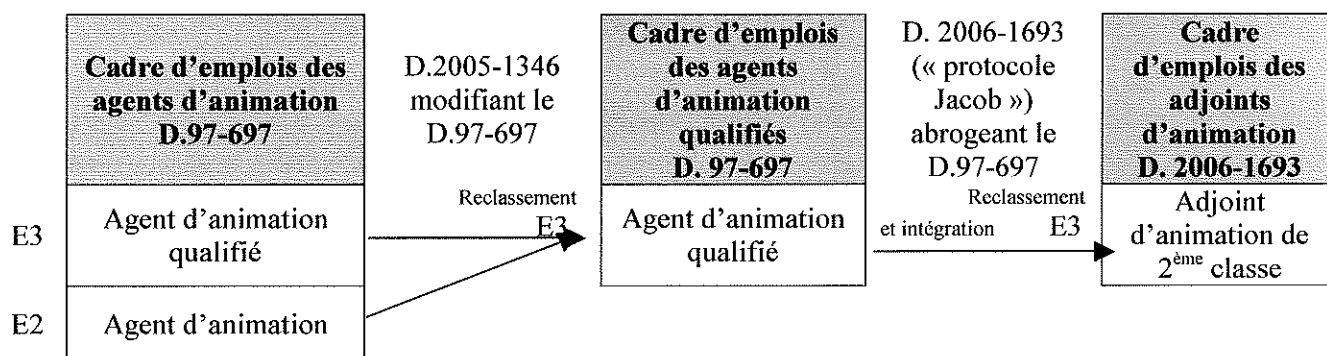 Cadre d'emplois des
agents d'animation
D.97-697
D.2005-1346
modifiant le
D.97-697
Cadre d'emplois
des agents
d'animation
qualifiés
D. 97-697
D. 2006-1693
(« protocole
Jacob »)
abrogeant le
D.97-697
Cadre
d'emplois des
adjoints
d'animation
D. 2006-1693
E3
Agent d'animation
qualifié
Reclassement
E3
Agent d'animation
qualifié
Reclassement
et intégration E3
Adjoint
d'animation de
2ème classe
E2
Agent d'animation